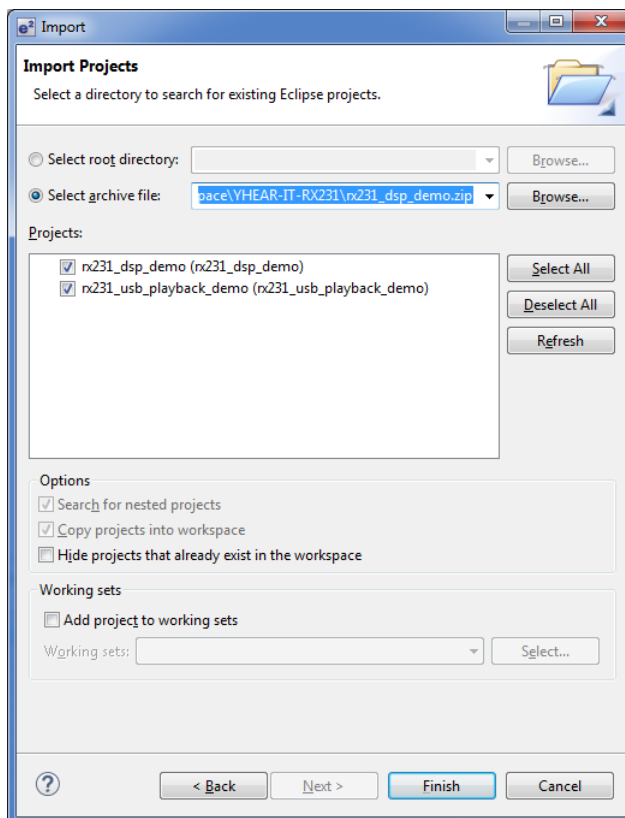 e² Import
Import Projects
Select a directory to search for existing Eclipse projects.
Select root directory: Browse...
Select archive file: pace\YHEAR-IT-RX231\rx231_dsp_demo.zip Browse...
Projects:
rx231_dsp_demo (rx231_dsp_demo) Select All
rx231_usb_playback_demo (rx231_usb_playback_demo)
Deselect All
Refresh
Options
Search for nested projects
Copy projects into workspace
Hide projects that already exist in the workspace
Working sets
Add project to working sets
Working sets: Select...
? < Back Next > Finish Cancel